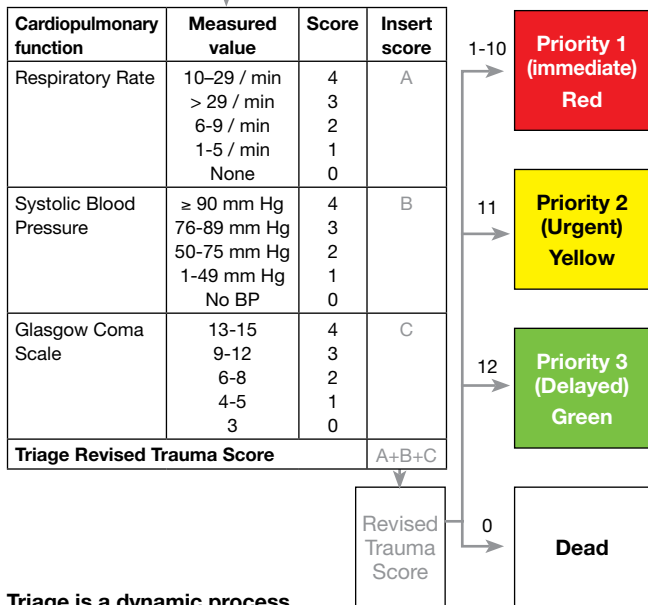 Cardiopulmonary function Measured value Score Insert score
Respiratory Rate 10–29 / min 4 A
> 29 / min 3
6-9 / min 2
1-5 / min 1
None 0
Systolic Blood Pressure ≥ 90 mm Hg 4 B
76-89 mm Hg 3
50-75 mm Hg 2
1-49 mm Hg 1
No BP 0
Glasgow Coma Scale 13-15 4 C
9-12 3
6-8 2
4-5 1
3 0
Triage Revised Trauma Score A+B+C
Revised
Trauma
Score
1-10
Priority 1
(immediate)
Red
11
Priority 2
(Urgent)
Yellow
12
Priority 3
(Delayed)
Green
0
Dead
Triage is a dynamic process